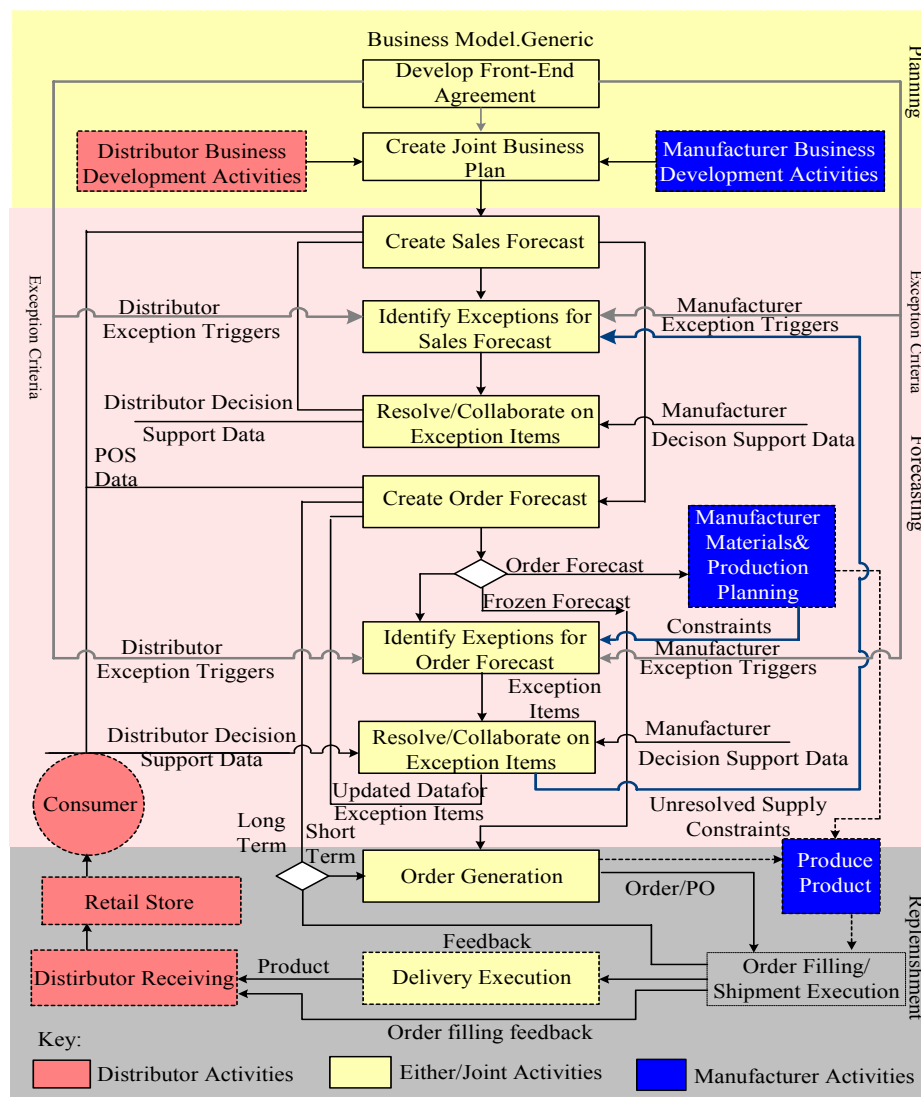 Business Model.Generic
Planning
Develop Front-End
Agreement
Distributor Business
Development Activities
Create Joint Business
Plan
Manufacturer Business
Development Activities
Create Sales Forecast
Exception Criteria
Exception Criteria
Distributor
Exception Triggers
Identify Exceptions for
Sales Forecast
Manufacturer
Exception Triggers
Distributor Decision
Support Data
Resolve/Collaborate on
Exception Items
Manufacturer
Decison Support Data
POS
Data
Forecasting
Create Order Forecast
Manufacturer
Materials&
Production
Planning
Order Forecast
Frozen Forecast
Constraints
Distributor
Exception Triggers
Identify Exeptions for
Order Forecast
Manufacturer
Exception Triggers
Exception
Items
Distributor Decision
Support Data
Resolve/Collaborate on
Exception Items
Manufacturer
Decision Support Data
Consumer
Updated Datafor
Exception Items
Unresolved Supply
Constraints
Long
Term
Short
Term
Order Generation
Order/PO
Produce
Product
Replenishment
Retail Store
Feedback
Distirbutor Receiving
Product
Delivery Execution
Order Filling/
Shipment Execution
Order filling feedback
Key:
Distributor Activities
Either/Joint Activities
Manufacturer Activities